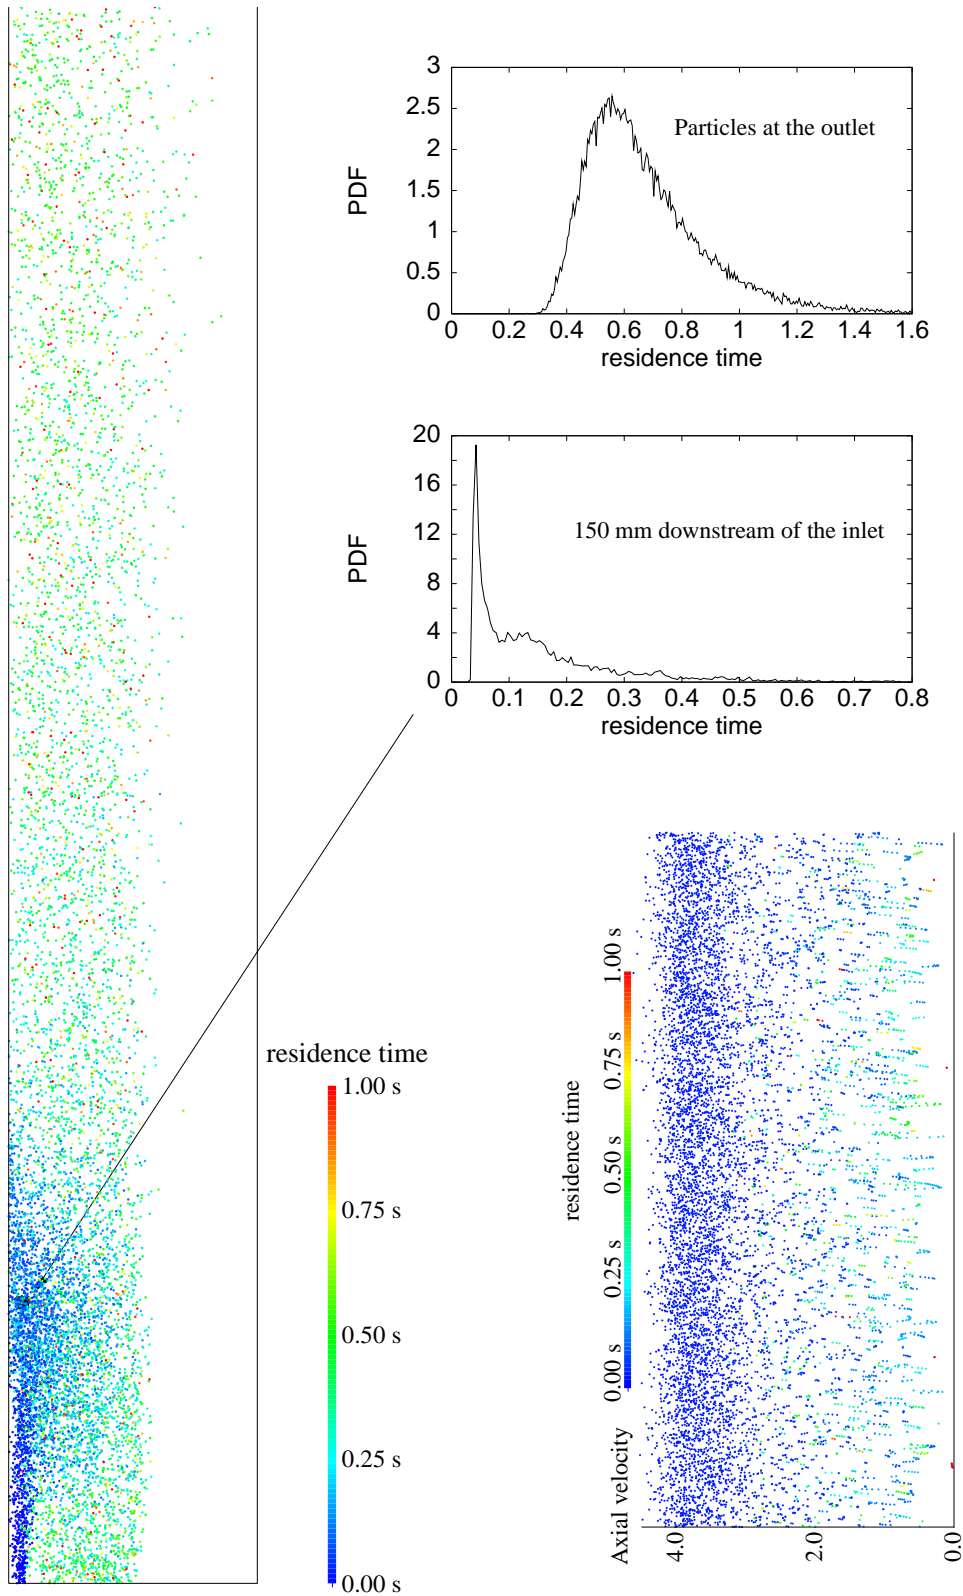 3
2.5
2
1.5
1
0.5
0
PDF
Particles at the outlet
0 0.2 0.4 0.6 0.8 1 1.2 1.4 1.6
residence time
20
16
12
8
4
0
PDF
150 mm downstream of the inlet
0 0.1 0.2 0.3 0.4 0.5 0.6 0.7 0.8
residence time
residence time
1.00 s
0.75 s
0.50 s
0.25 s
0.00 s
residence time
0.00 s 0.25 s 0.50 s 0.75 s 1.00 s
Axial velocity
4.0 2.0 0.0